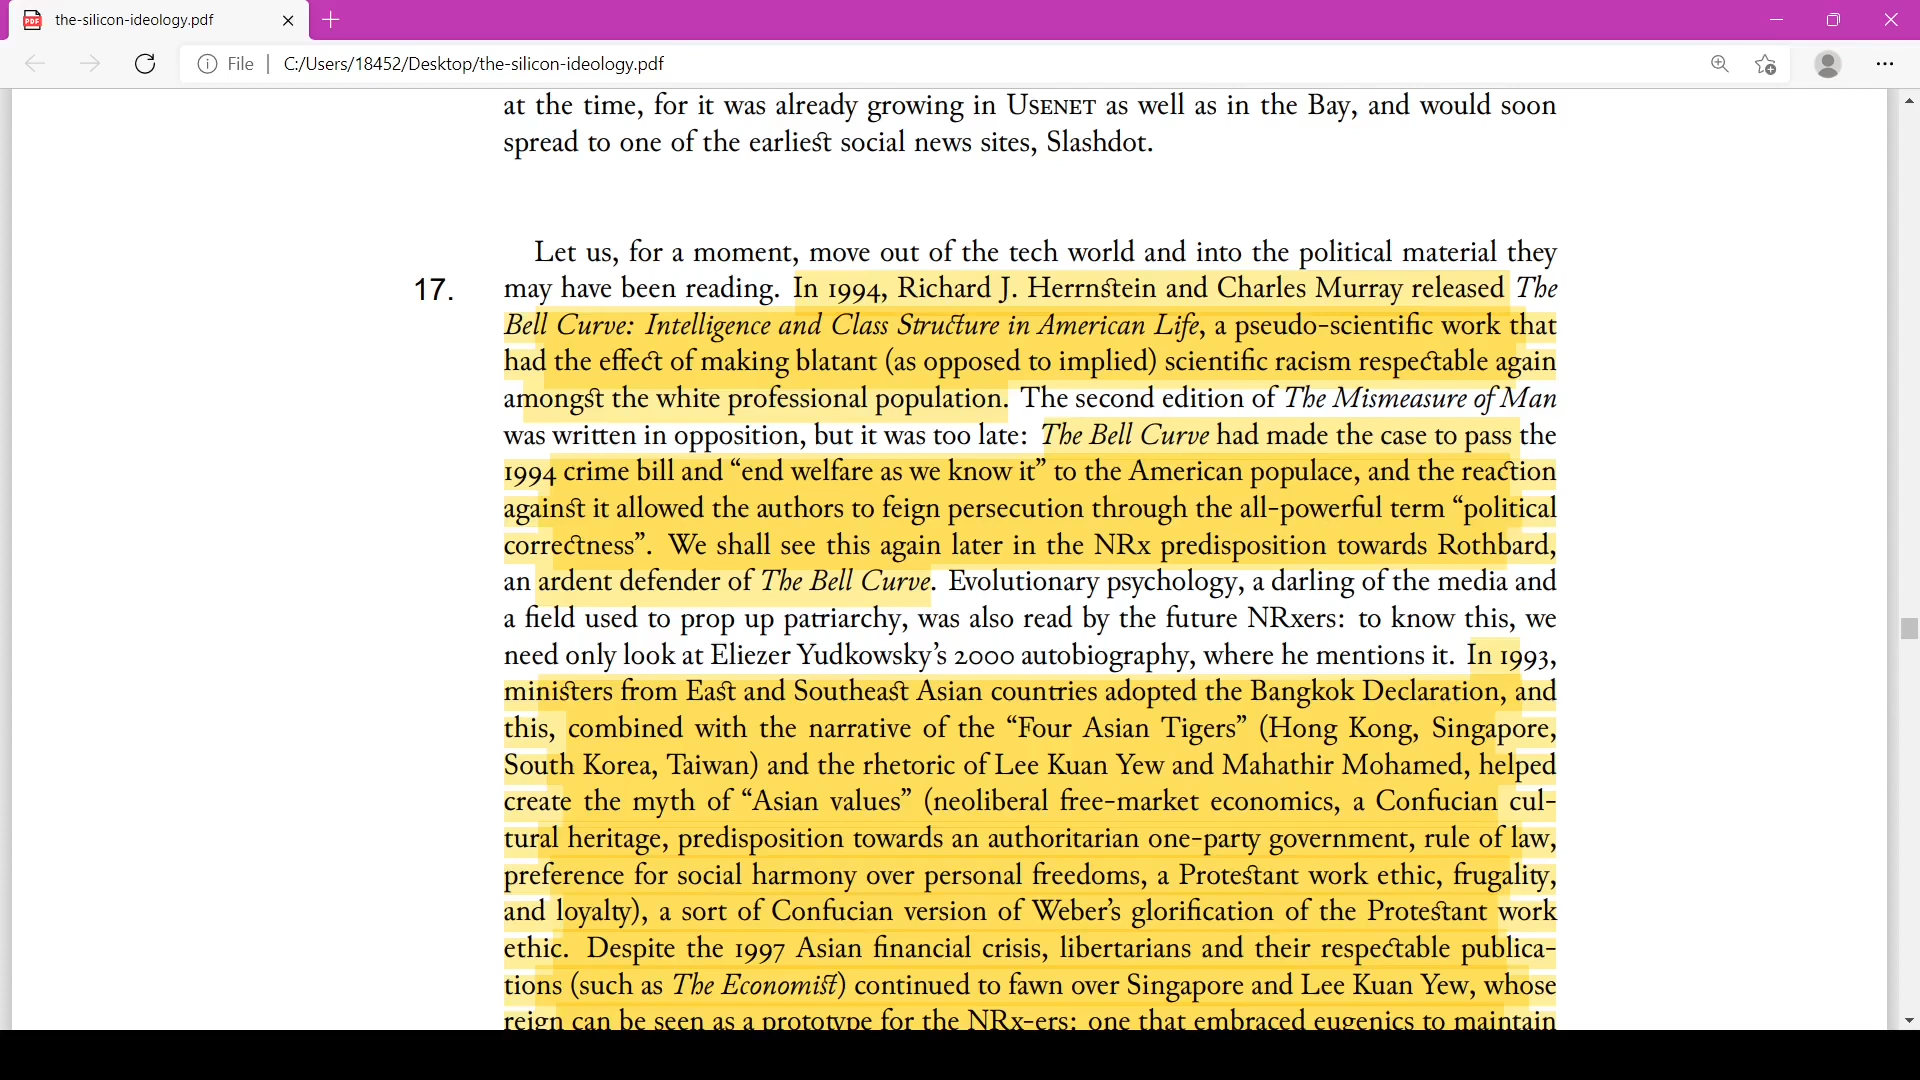 the-silicon-ideology.pdf
File | C:/Users/18452/Desktop/the-silicon-ideology.pdf
at the time, for it was already growing in USENET as well as in the Bay, and would soon
spread to one of the earliest social news sites, Slashdot.
Let us, for a moment, move out of the tech world and into the political material they
17. may have been reading. In 1994, Richard J. Herrnstein and Charles Murray released The
Bell Curve: Intelligence and Class Structure in American Life, a pseudo-scientific work that
had the effect of making blatant (as opposed to implied) scientific racism respectable again
amongst the white professional population. The second edition of The Mismeasure of Man
was written in opposition, but it was too late: The Bell Curve had made the case to pass the
1994 crime bill and “end welfare as we know it” to the American populace, and the reaction
against it allowed the authors to feign persecution through the all-powerful term “political
correctness”. We shall see this again later in the NRx predisposition towards Rothbard,
an ardent defender of The Bell Curve. Evolutionary psychology, a darling of the media and
a field used to prop up patriarchy, was also read by the future NRxers: to know this, we
need only look at Eliezer Yudkowsky’s 2000 autobiography, where he mentions it. In 1993,
ministers from East and Southeast Asian countries adopted the Bangkok Declaration, and
this, combined with the narrative of the “Four Asian Tigers” (Hong Kong, Singapore,
South Korea, Taiwan) and the rhetoric of Lee Kuan Yew and Mahathir Mohamed, helped
create the myth of “Asian values” (neoliberal free-market economics, a Confucian cul-
tural heritage, predisposition towards an authoritarian one-party government, rule of law,
preference for social harmony over personal freedoms, a Protestant work ethic, frugality,
and loyalty), a sort of Confucian version of Weber’s glorification of the Protestant work
ethic. Despite the 1997 Asian financial crisis, libertarians and their respectable publica-
tions (such as The Economist) continued to fawn over Singapore and Lee Kuan Yew, whose
reign can be seen as a prototype for the NRx-ers: one that embraced eugenics to maintain